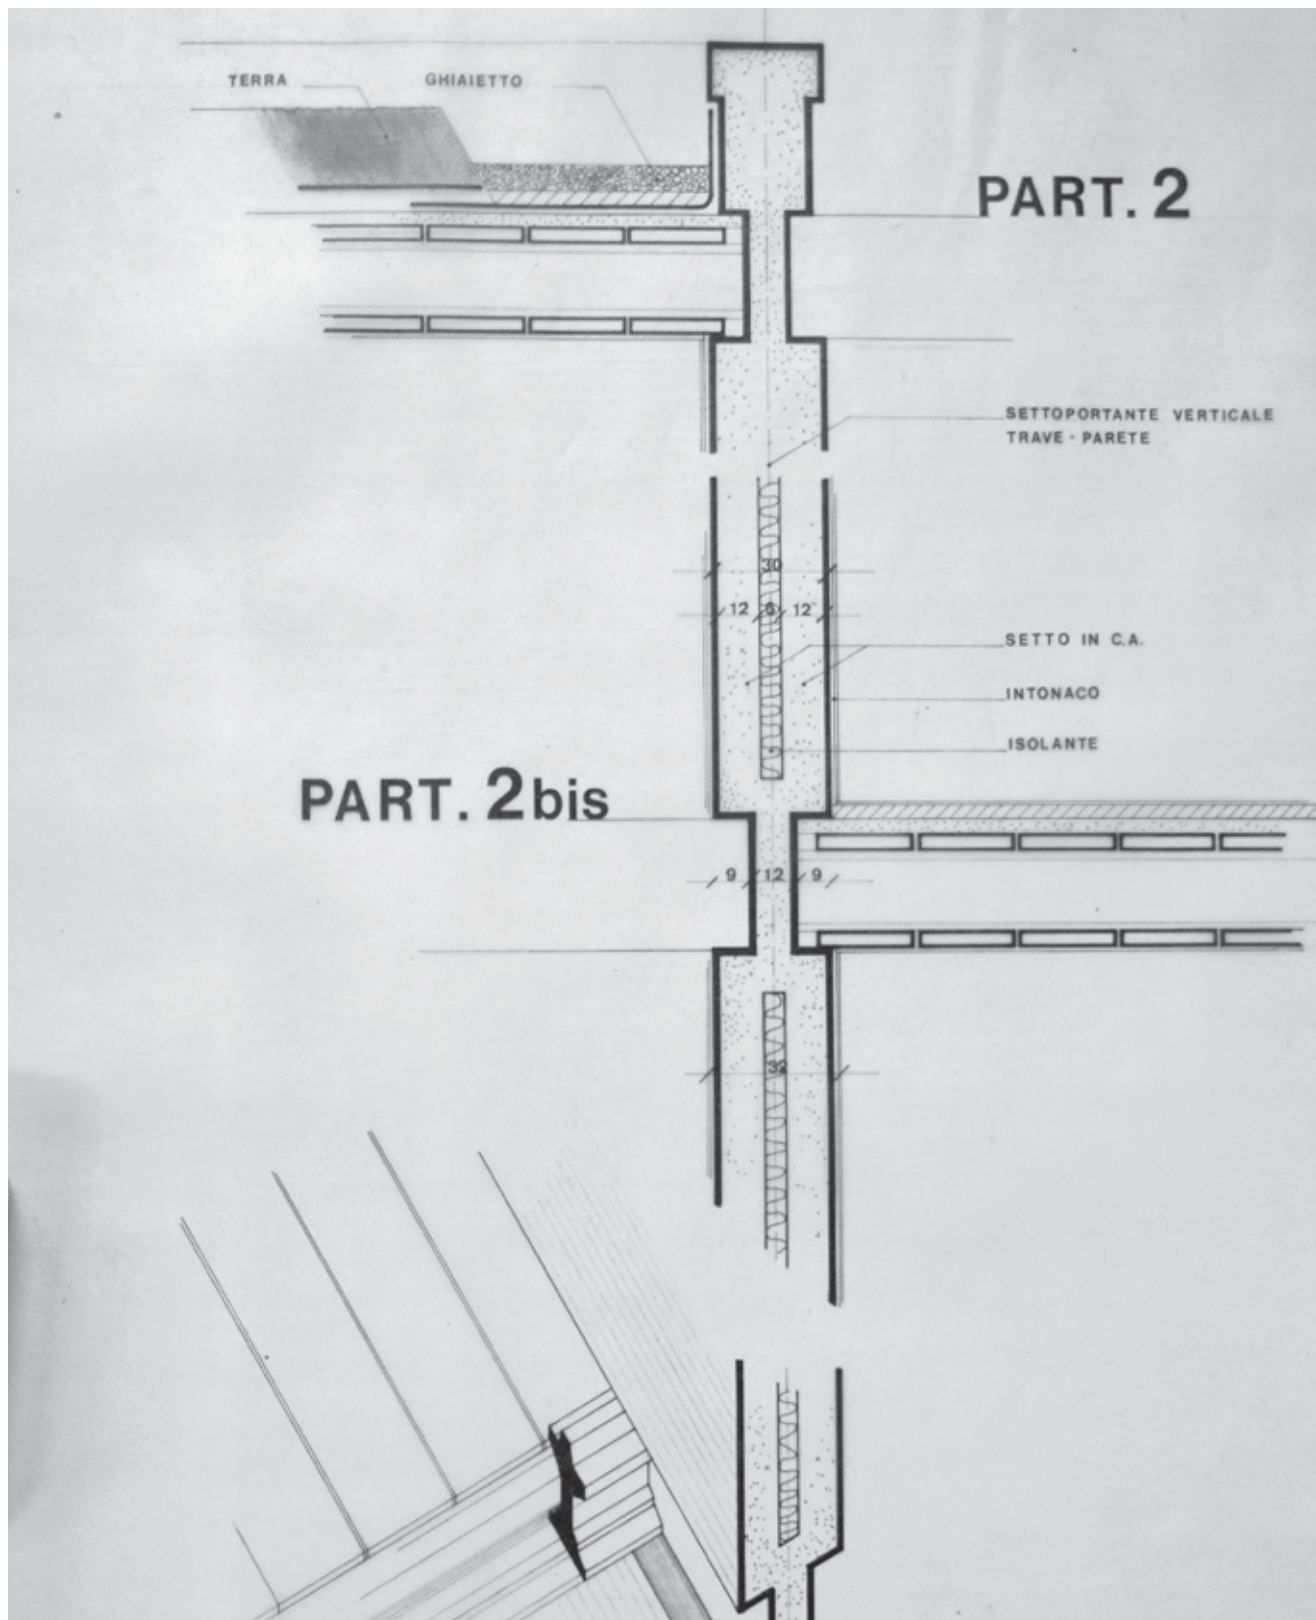 TERRA
GHIAIETTO
PART. 2
SETTOPORTANTE VERTICALE
TRAVE - PARETE
30
12 6 12
SETTO IN C.A.
INTONACO
ISOLANTE
PART. 2bis
9 12 9
32